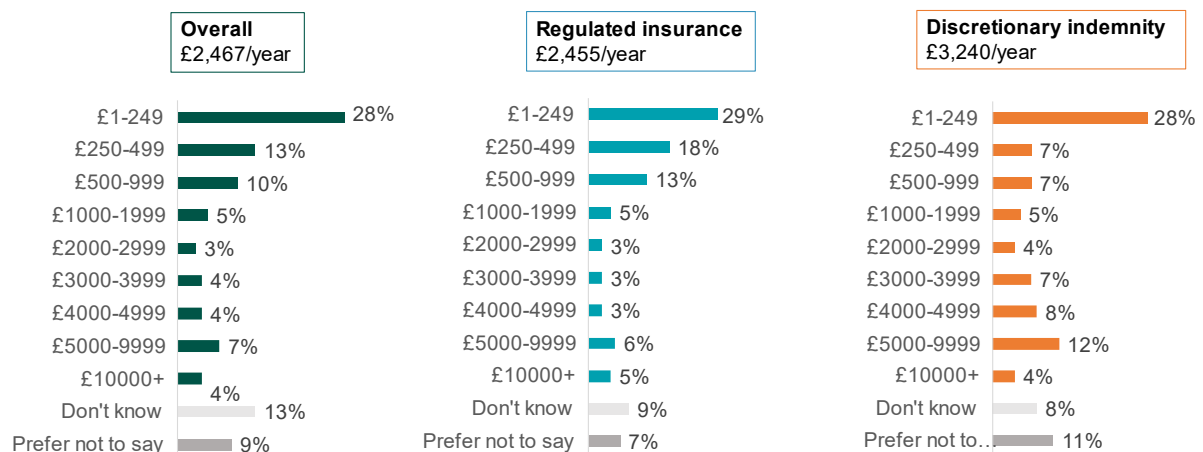 Overall
£2,467/year
£1-249 28%
£250-499 13%
£500-999 10%
£1000-1999 5%
£2000-2999 3%
£3000-3999 4%
£4000-4999 4%
£5000-9999 7%
£10000+ 4%
Don't know 13%
Prefer not to say 9%
Regulated insurance
£2,455/year
£1-249 29%
£250-499 18%
£500-999 13%
£1000-1999 5%
£2000-2999 3%
£3000-3999 3%
£4000-4999 3%
£5000-9999 6%
£10000+ 5%
Don't know 9%
Prefer not to say 7%
Discretionary indemnity
£3,240/year
£1-249 28%
£250-499 7%
£500-999 7%
£1000-1999 5%
£2000-2999 4%
£3000-3999 7%
£4000-4999 8%
£5000-9999 12%
£10000+ 4%
Don't know 8%
Prefer not to… 11%